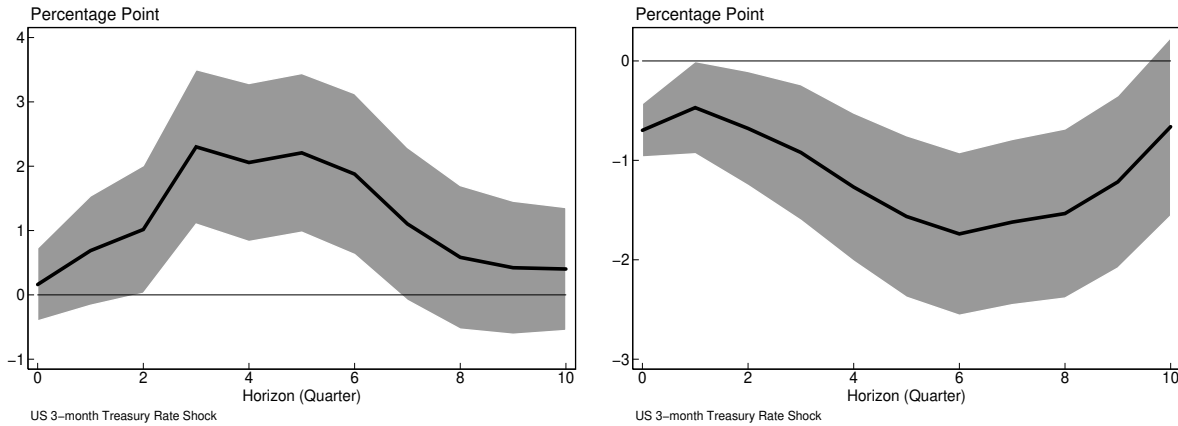 Percentage Point
4
3
2
1
0
−1
0 2 4 6 8 10
Horizon (Quarter)
US 3−month Treasury Rate Shock
Percentage Point
0
−1
−2
−3
0 2 4 6 8 10
Horizon (Quarter)
US 3−month Treasury Rate Shock